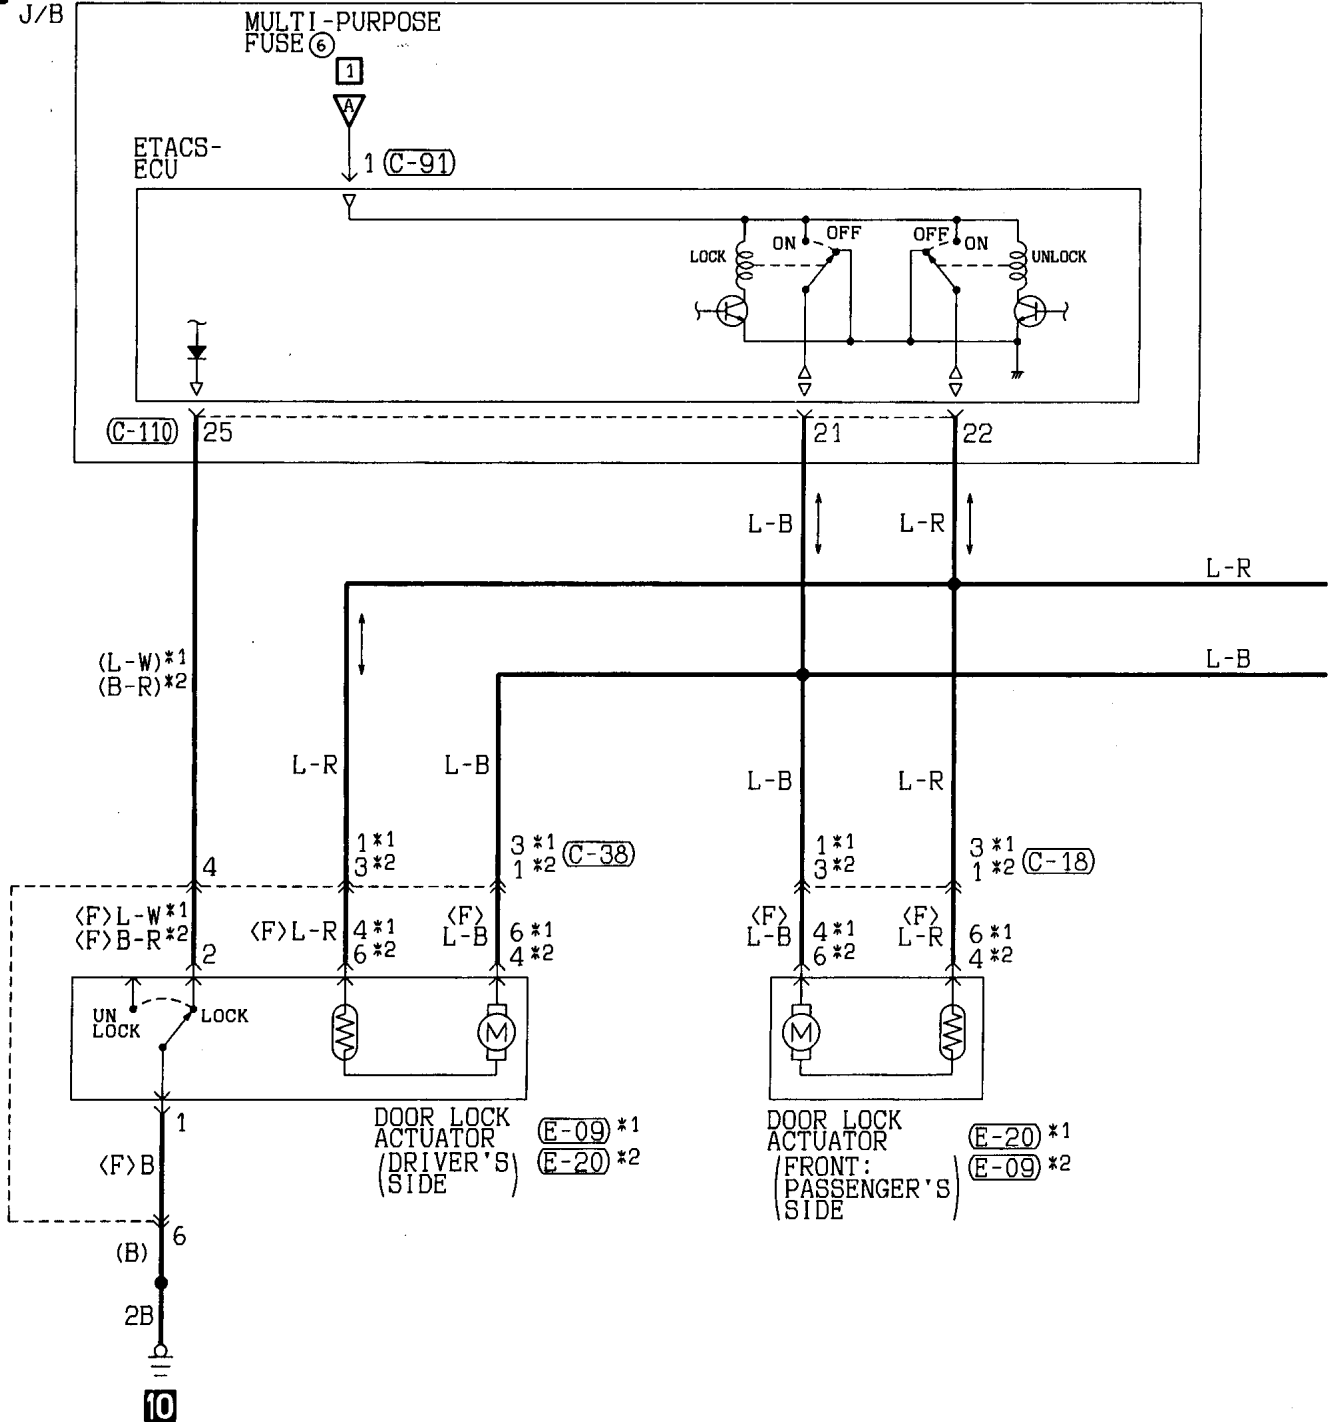 J/B
MULTI-PURPOSE
FUSE 6
1
A
ETACS-
ECU
1 (C-91)
LOCK
ON
OFF
OFF
ON
UNLOCK
(C-110) 25
21
22
L-B
L-R
L-R
(L-W)*1
(B-R)*2
L-B
L-R
L-B
L-B
L-R
4
1*1
3*2
3*1
1*2
(C-38)
1*1
3*2
3*1
1*2
(C-18)
<F>L-W*1
<F>B-R*2
2
<F>L-R
4*1
6*2
<F>
L-B
6*1
4*2
<F>
L-B
4*1
6*2
<F>
L-R
6*1
4*2
UN
LOCK
LOCK
M
M
1
DOOR LOCK
ACTUATOR
(DRIVER'S
SIDE)
(E-09)*1
(E-20)*2
DOOR LOCK
ACTUATOR
(FRONT:
PASSENGER'S
SIDE)
(E-20)*1
(E-09)*2
<F>B
6
(B)
2B
10